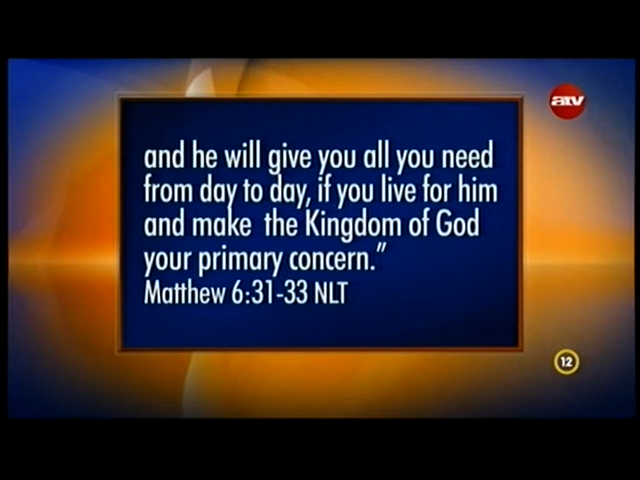 atv
and he will give you all you need
from day to day, if you live for him
and make the Kingdom of God
your primary concern.”
Matthew 6:31-33 NLT
12